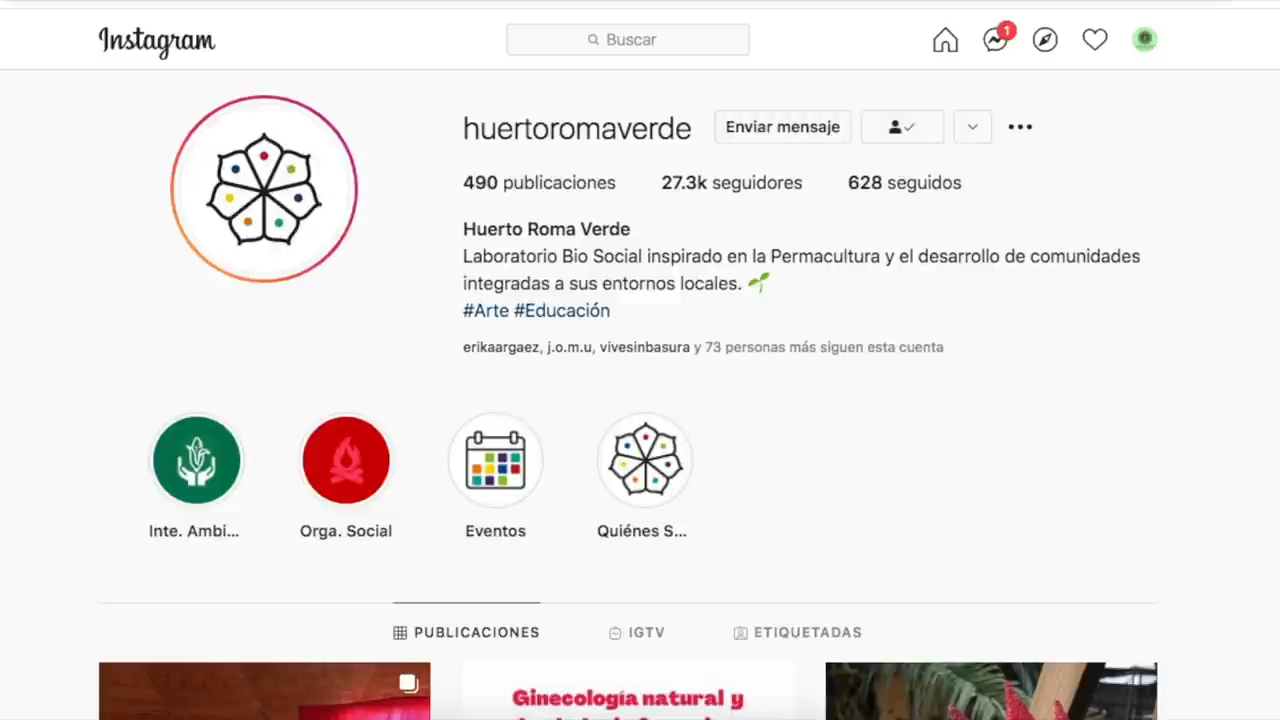 Instagram
Buscar
1
huertoromaverde
Enviar mensaje
490 publicaciones
27.3k seguidores
628 seguidos
Huerto Roma Verde
Laboratorio Bio Social inspirado en la Permacultura y el desarrollo de comunidades
integradas a sus entornos locales.
#Arte #Educación
erikaargaez, j.o.m.u, vivesinbasura y 73 personas más siguen esta cuenta
Inte. Ambi...
Orga. Social
Eventos
Quiénes S...
PUBLICACIONES
IGTV
ETIQUETADAS
Ginecología natural y